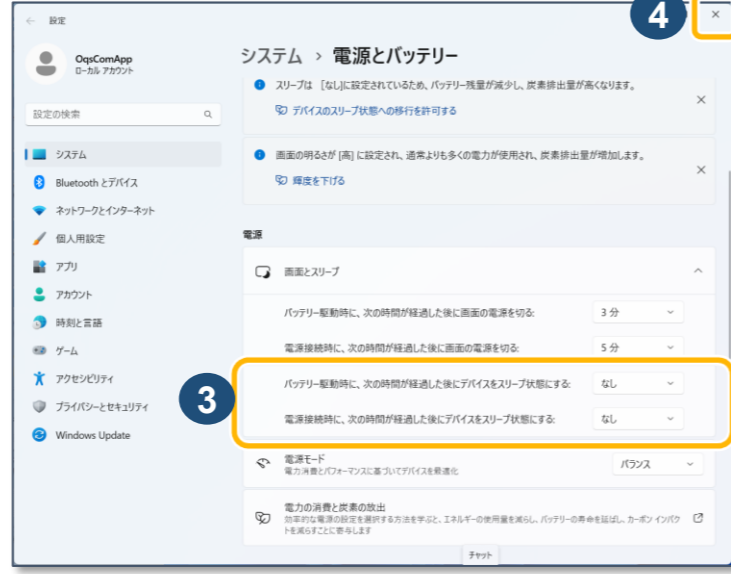 4
← 設定
OqsComApp
ローカル アカウント
設定の検索
システム
Bluetooth とデバイス
ネットワークとインターネット
個人用設定
アプリ
アカウント
時刻と言語
ゲーム
アクセシビリティ
プライバシーとセキュリティ
Windows Update
システム › 電源とバッテリー
スリープは [なし]に設定されているため、バッテリー残量が減少し、炭素排出量が高くなります。
デバイスのスリープ状態への移行を許可する
画面の明るさが [高] に設定され、通常よりも多くの電力が使用され、炭素排出量が増加します。
輝度を下げる
電源
画面とスリープ
バッテリー駆動時に、次の時間が経過した後に画面の電源を切る: 3 分
電源接続時に、次の時間が経過した後に画面の電源を切る: 5 分
3
バッテリー駆動時に、次の時間が経過した後にデバイスをスリープ状態にする: なし
電源接続時に、次の時間が経過した後にデバイスをスリープ状態にする: なし
電源モード
電力消費とパフォーマンスに基づいてデバイスを最適化
バランス
電力の消費と炭素の放出
効率的な電源の設定を選択する方法を学ぶと、エネルギーの使用量を減らし、バッテリーの寿命を延ばし、カーボン インパク
トを減らすことに寄与します
チャット